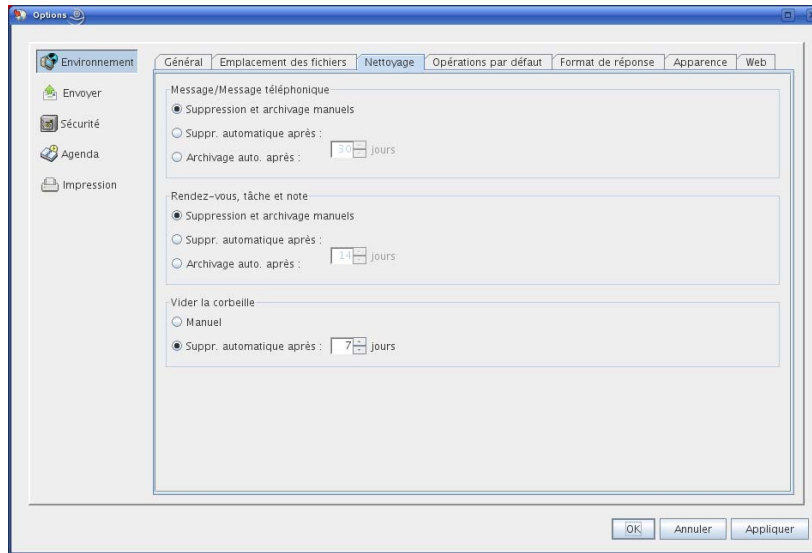 Options
Environnement
Envoyer
Sécurité
Agenda
Impression
Général
Emplacement des fichiers
Nettoyage
Opérations par défaut
Format de réponse
Apparence
Web
Message/Message téléphonique
Suppression et archivage manuels
Suppr. automatique après :
30 jours
Archivage auto. après :
Rendez-vous, tâche et note
Suppression et archivage manuels
Suppr. automatique après :
14 jours
Archivage auto. après :
Vider la corbeille
Manuel
Suppr. automatique après : 7 jours
OK
Annuler
Appliquer